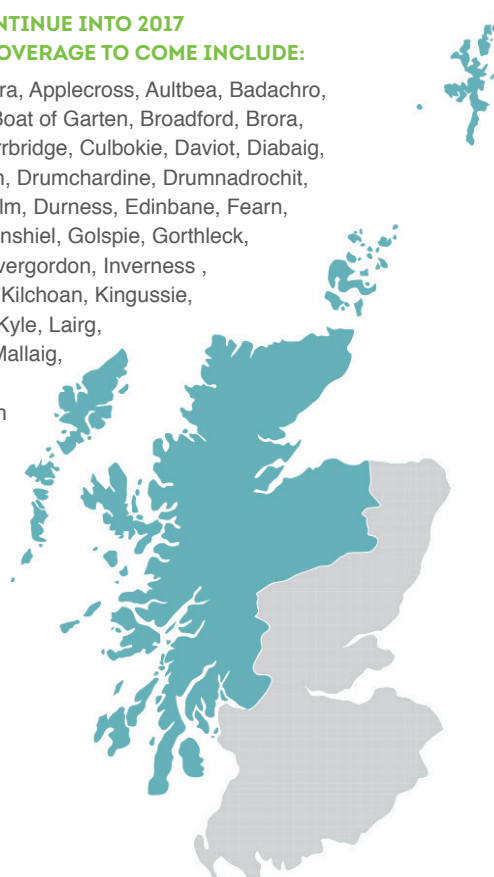 NTINUE INTO 2017
OVERAGE TO COME INCLUDE:
ra, Applecross, Aultbea, Badachro,
Boat of Garten, Broadford, Brora,
rrbridge, Culbokie, Daviot, Diabaig,
n, Drumchardine, Drumnadrochit,
lm, Durness, Edinbane, Fearn,
nshiel, Golspie, Gorthleck,
vergordon, Inverness ,
Kilchoan, Kingussie,
Kyle, Lairg,
Mallaig,
n